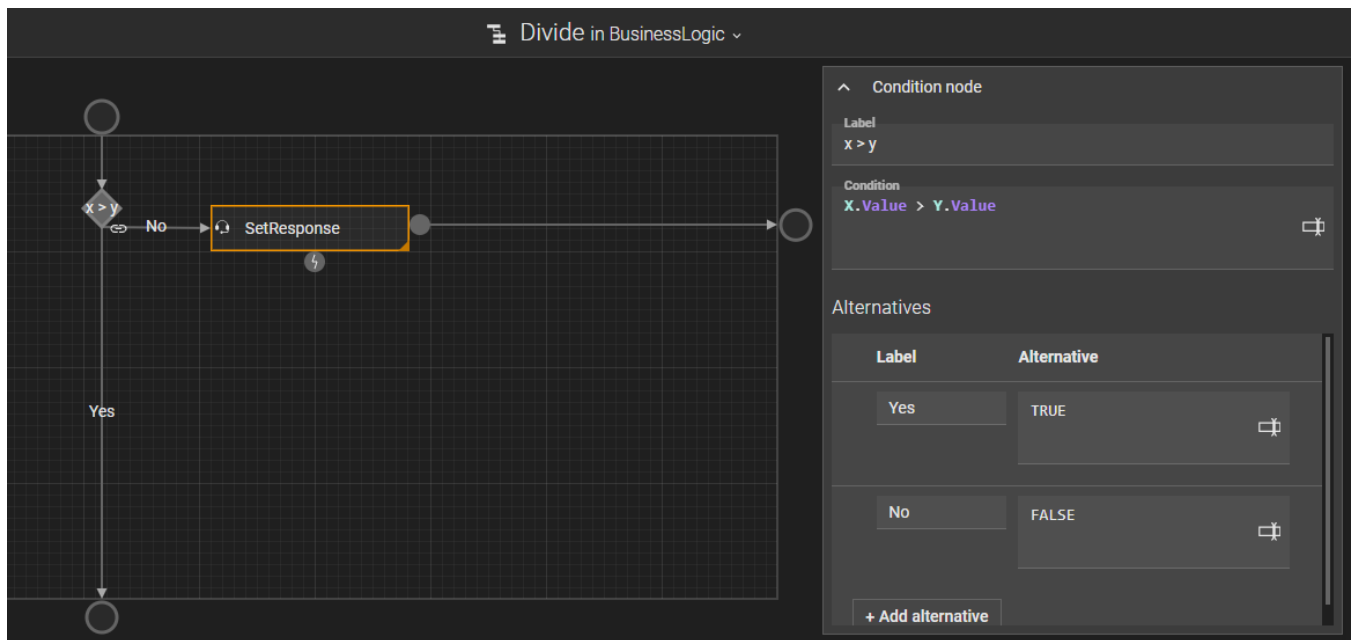 Divide in BusinessLogic
x > y
No
SetResponse
Yes
Condition node
Label
x > y
Condition
X.Value > Y.Value
Alternatives
Label Alternative
Yes TRUE
No FALSE
+ Add alternative